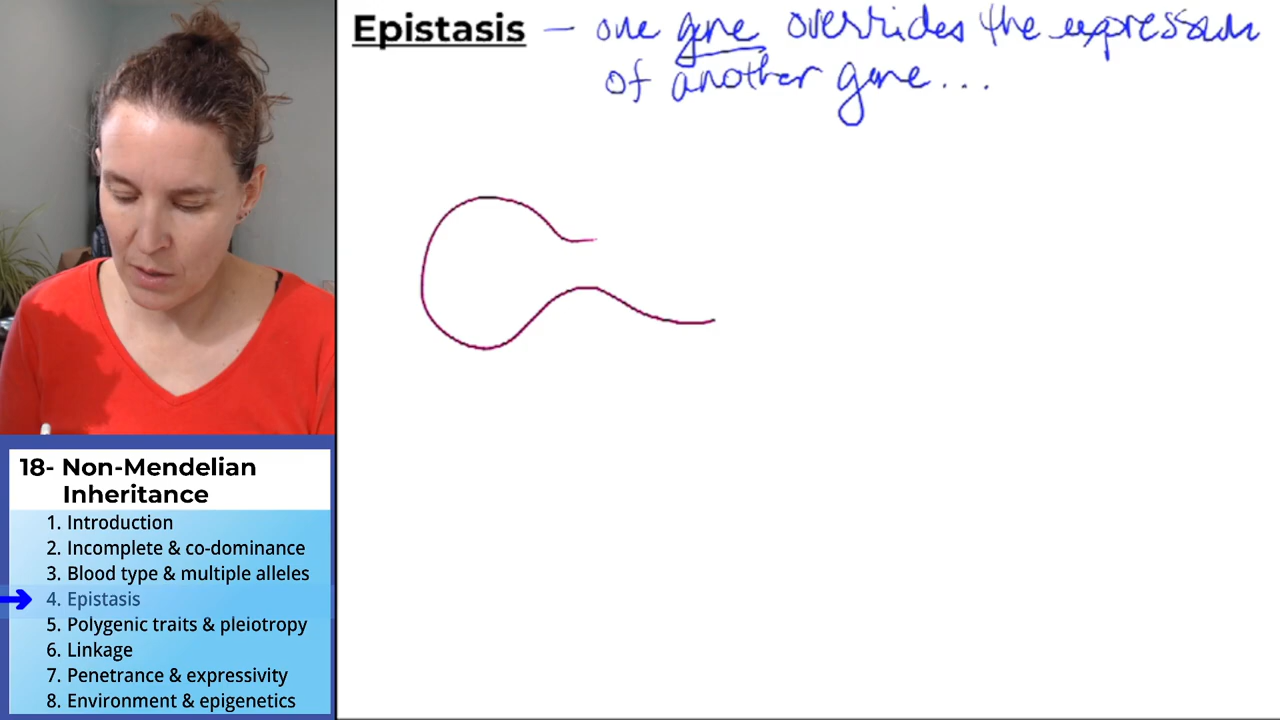 Epistasis — one gene overrides the expression
of another gene...
18- Non-Mendelian
Inheritance
1. Introduction
2. Incomplete & co-dominance
3. Blood type & multiple alleles
4. Epistasis
5. Polygenic traits & pleiotropy
6. Linkage
7. Penetrance & expressivity
8. Environment & epigenetics